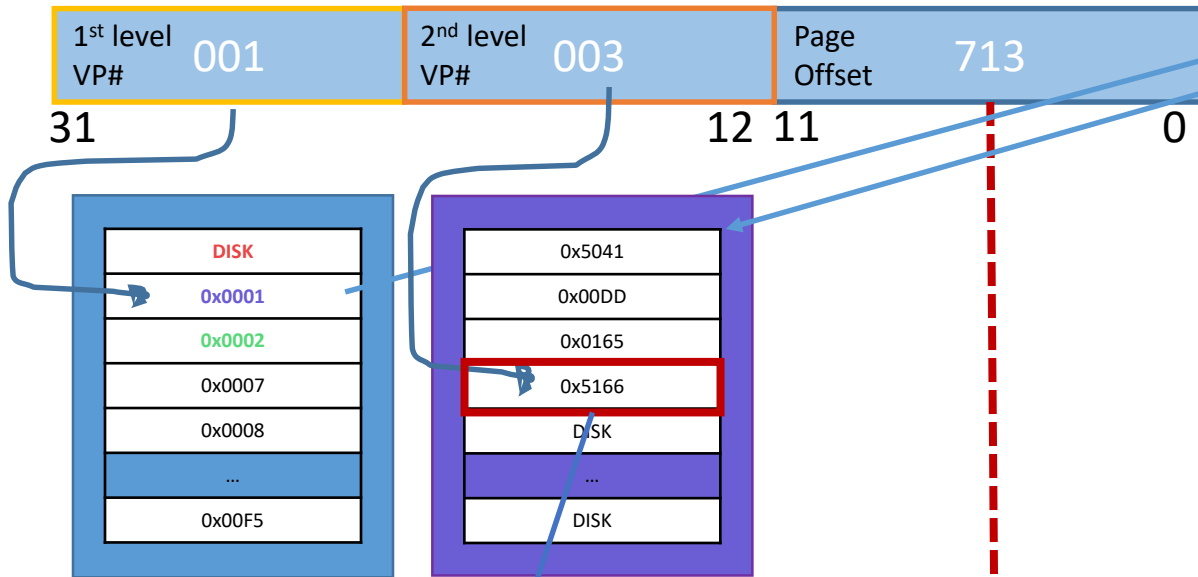 1st level
VP#
001
2nd level
VP#
003
Page
Offset
713
31
12
11
0
DISK
0x0001
0x0002
0x0007
0x0008
...
0x00F5
0x5041
0x00DD
0x0165
0x5166
DISK
...
DISK